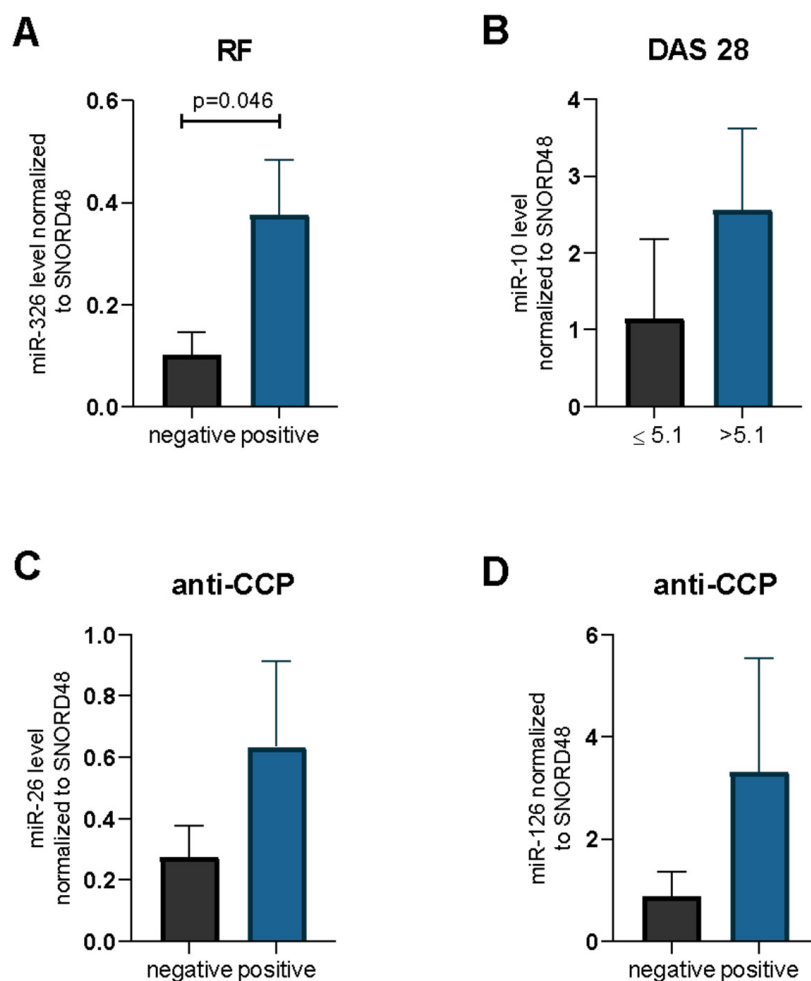 A
RF
p=0.046
0.6
0.4
0.2
0.0
miR-326 level normalized
to SNORD48
negative positive
B
DAS 28
4
3
2
1
0
miR-10 level
normalized to SNORD48
≤ 5.1 >5.1
C
anti-CCP
1.0
0.8
0.6
0.4
0.2
0.0
miR-26 level
normalized to SNORD48
negative positive
D
anti-CCP
6
4
2
0
miR-126 normalized
to SNORD48
negative positive